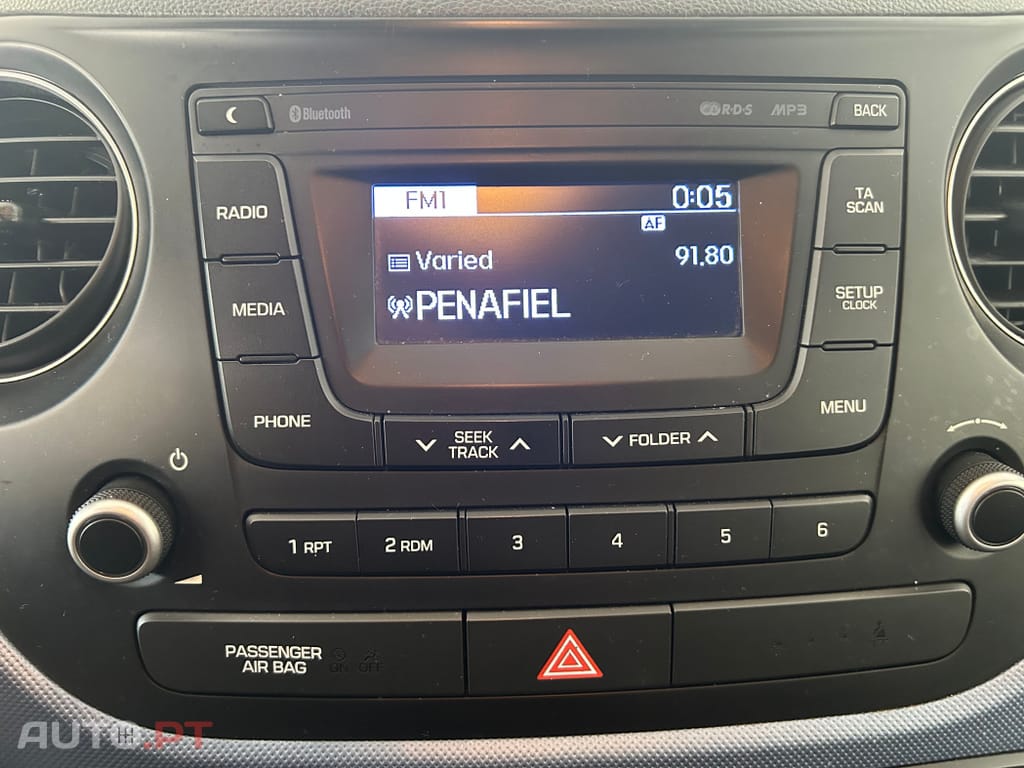 Bluetooth
R·D·S
MP3
BACK
RADIO
FM1
0:05
TA
SCAN
AF
Varied
91.80
MEDIA
PENAFIEL
SETUP
CLOCK
PHONE
SEEK
TRACK
FOLDER
MENU
1 RPT
2 RDM
3
4
5
6
PASSENGER
AIR BAG
ON
OFF
AUTO.PT